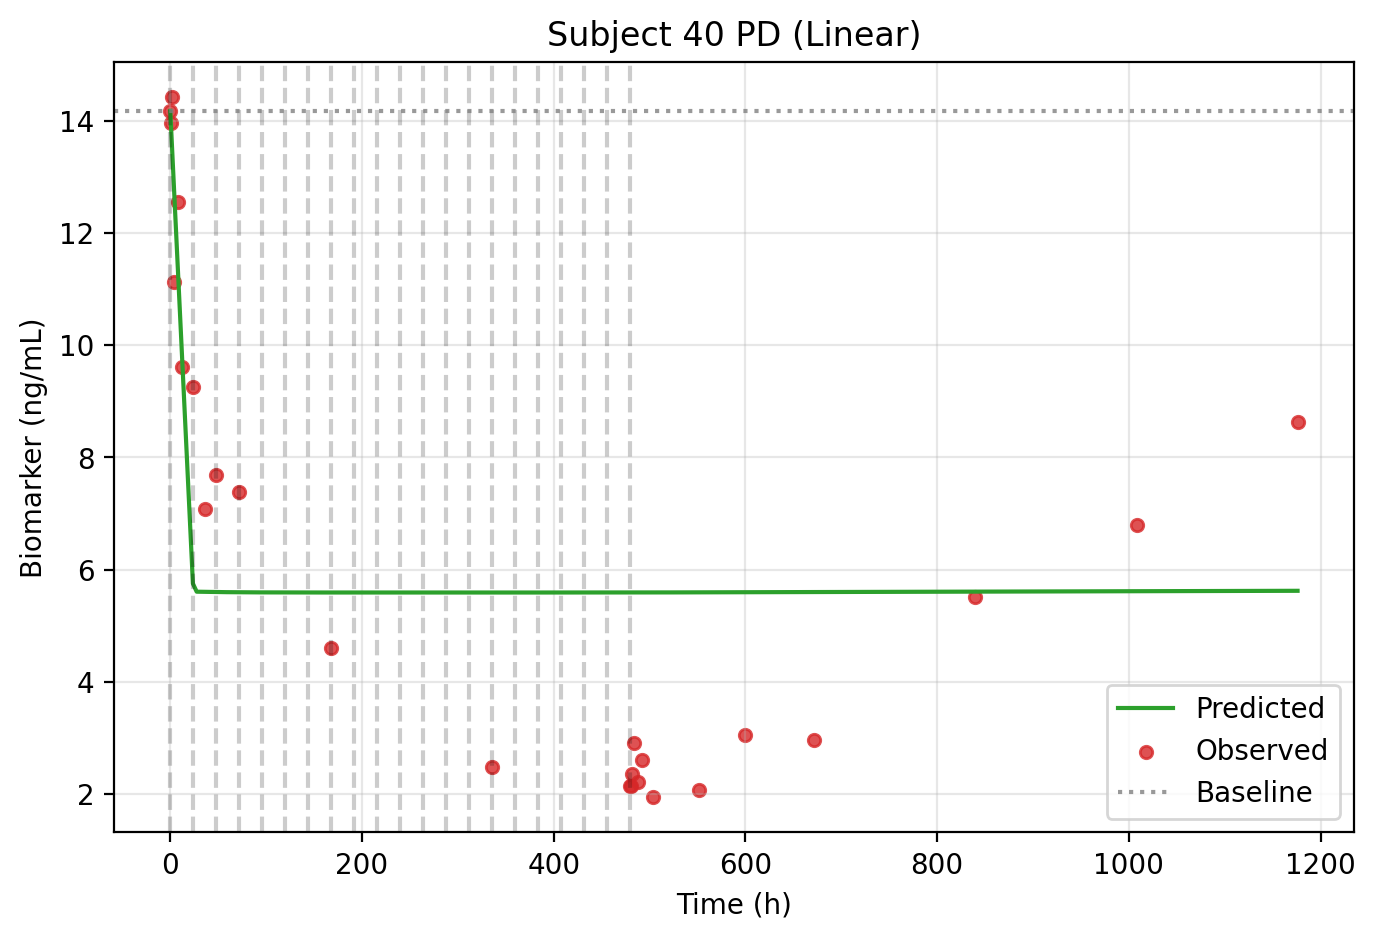 Subject 40 PD (Linear)
Biomarker (ng/mL)
14
12
10
8
6
4
2
Predicted
Observed
Baseline
0
200
400
600
800
1000
1200
Time (h)